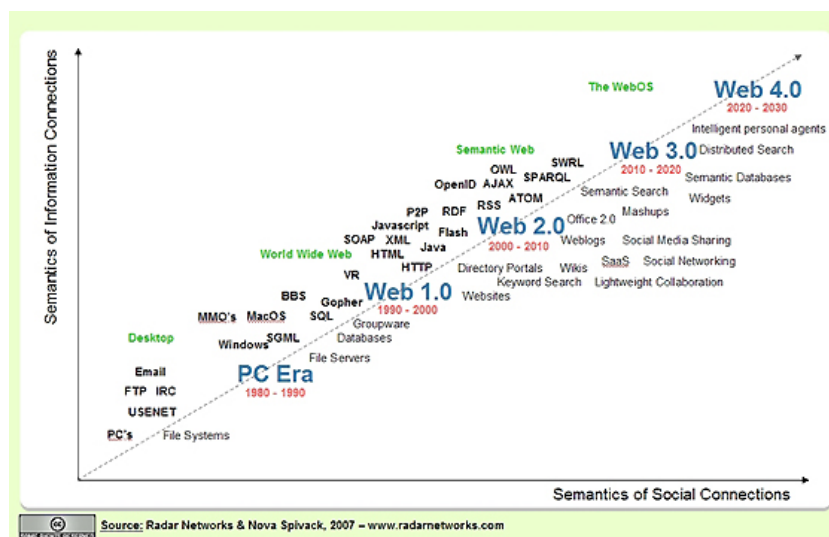 Semantics of Information Connections
The WebOS
Web 4.0
2020 - 2030
Intelligent personal agents
Semantic Web
SWRL
Web 3.0
Distributed Search
2010 - 2020
OWL
OpenID AJAX SPARQL
Semantic Databases
ATOM
Semantic Search
Widgets
P2P RDF RSS
Mashups
Javascript
Flash
Web 2.0
Office 2.0
2000 - 2010
SOAP XML Java
Weblogs Social Media Sharing
World Wide Web
HTML
SaaS Social Networking
HTTP
Directory Portals Wikis
VR
Keyword Search Lightweight Collaboration
Web 1.0
1990 - 2000
Websites
BBS
Gopher
MMO's MacOS SQL
Groupware
Desktop
Windows SGML
Databases
File Servers
Email
PC Era
1980 - 1990
FTP IRC
USENET
PC's File Systems
Semantics of Social Connections
cc
SOME RIGHTS RESERVED
Source: Radar Networks & Nova Spivack, 2007 – www.radarnetworks.com